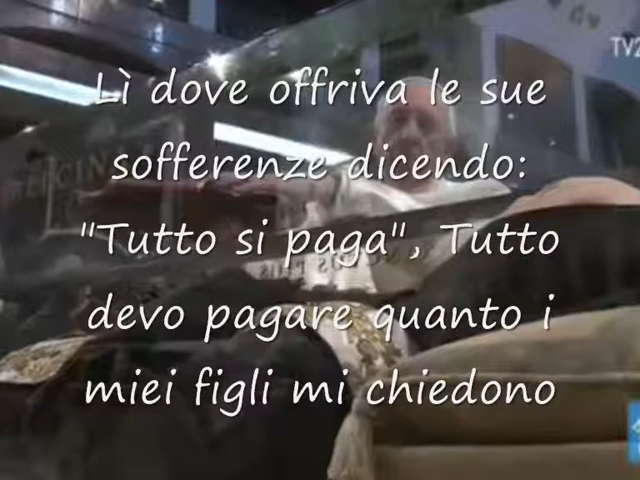 TV2
Lì dove offriva le sue
sofferenze dicendo:
"Tutto si paga", Tutto
devo pagare quanto i
miei figli mi chiedono